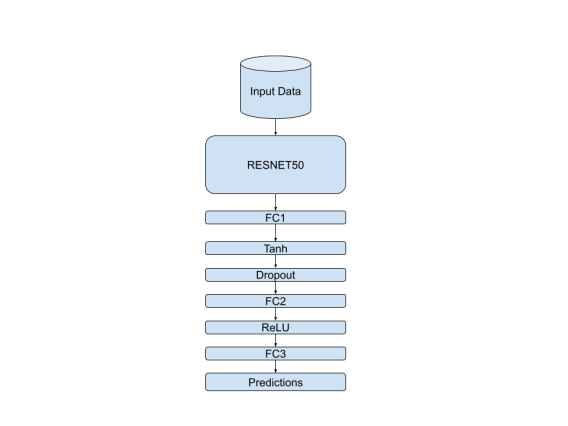 Input Data
RESNET50
FC1
Tanh
Dropout
FC2
ReLU
FC3
Predictions